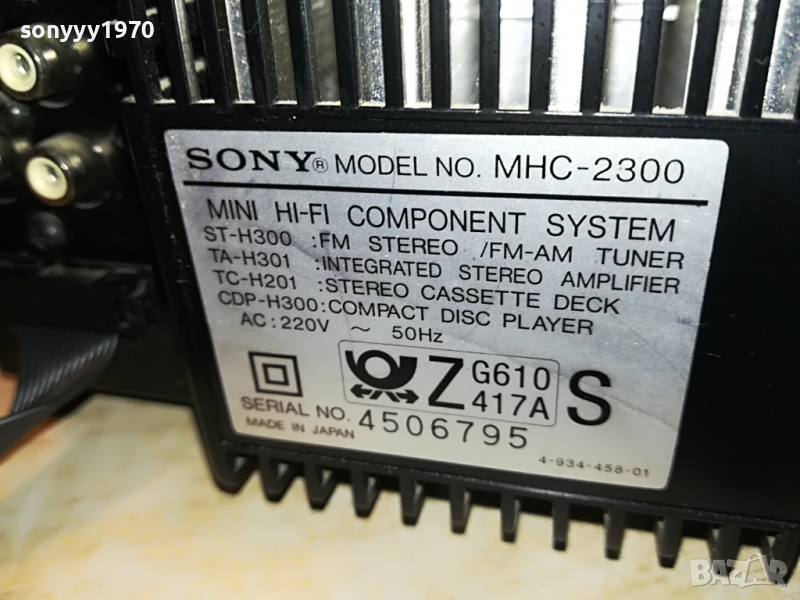 sonyyy1970
SONY® MODEL NO. MHC-2300
MINI HI-FI COMPONENT SYSTEM
ST-H300 :FM STEREO /FM-AM TUNER
TA-H301 :INTEGRATED STEREO AMPLIFIER
TC-H201 :STEREO CASSETTE DECK
CDP-H300:COMPACT DISC PLAYER
AC:220V ~ 50Hz
Z G610 417A S
SERIAL NO. 4506795
MADE IN JAPAN
4-934-458-01
BAZAR